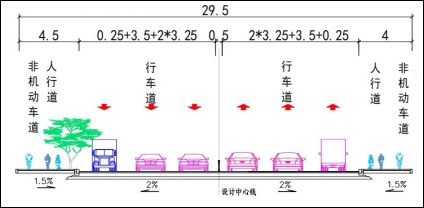 29.5
4.5 0.25+3.5+2*3.25 0.5 2*3.25+3.5+0.25 4
非机动车道 人行道 行车道 行车道 人行道 非机动车道
1.5% 2% 设计中心线 2% 1.5%